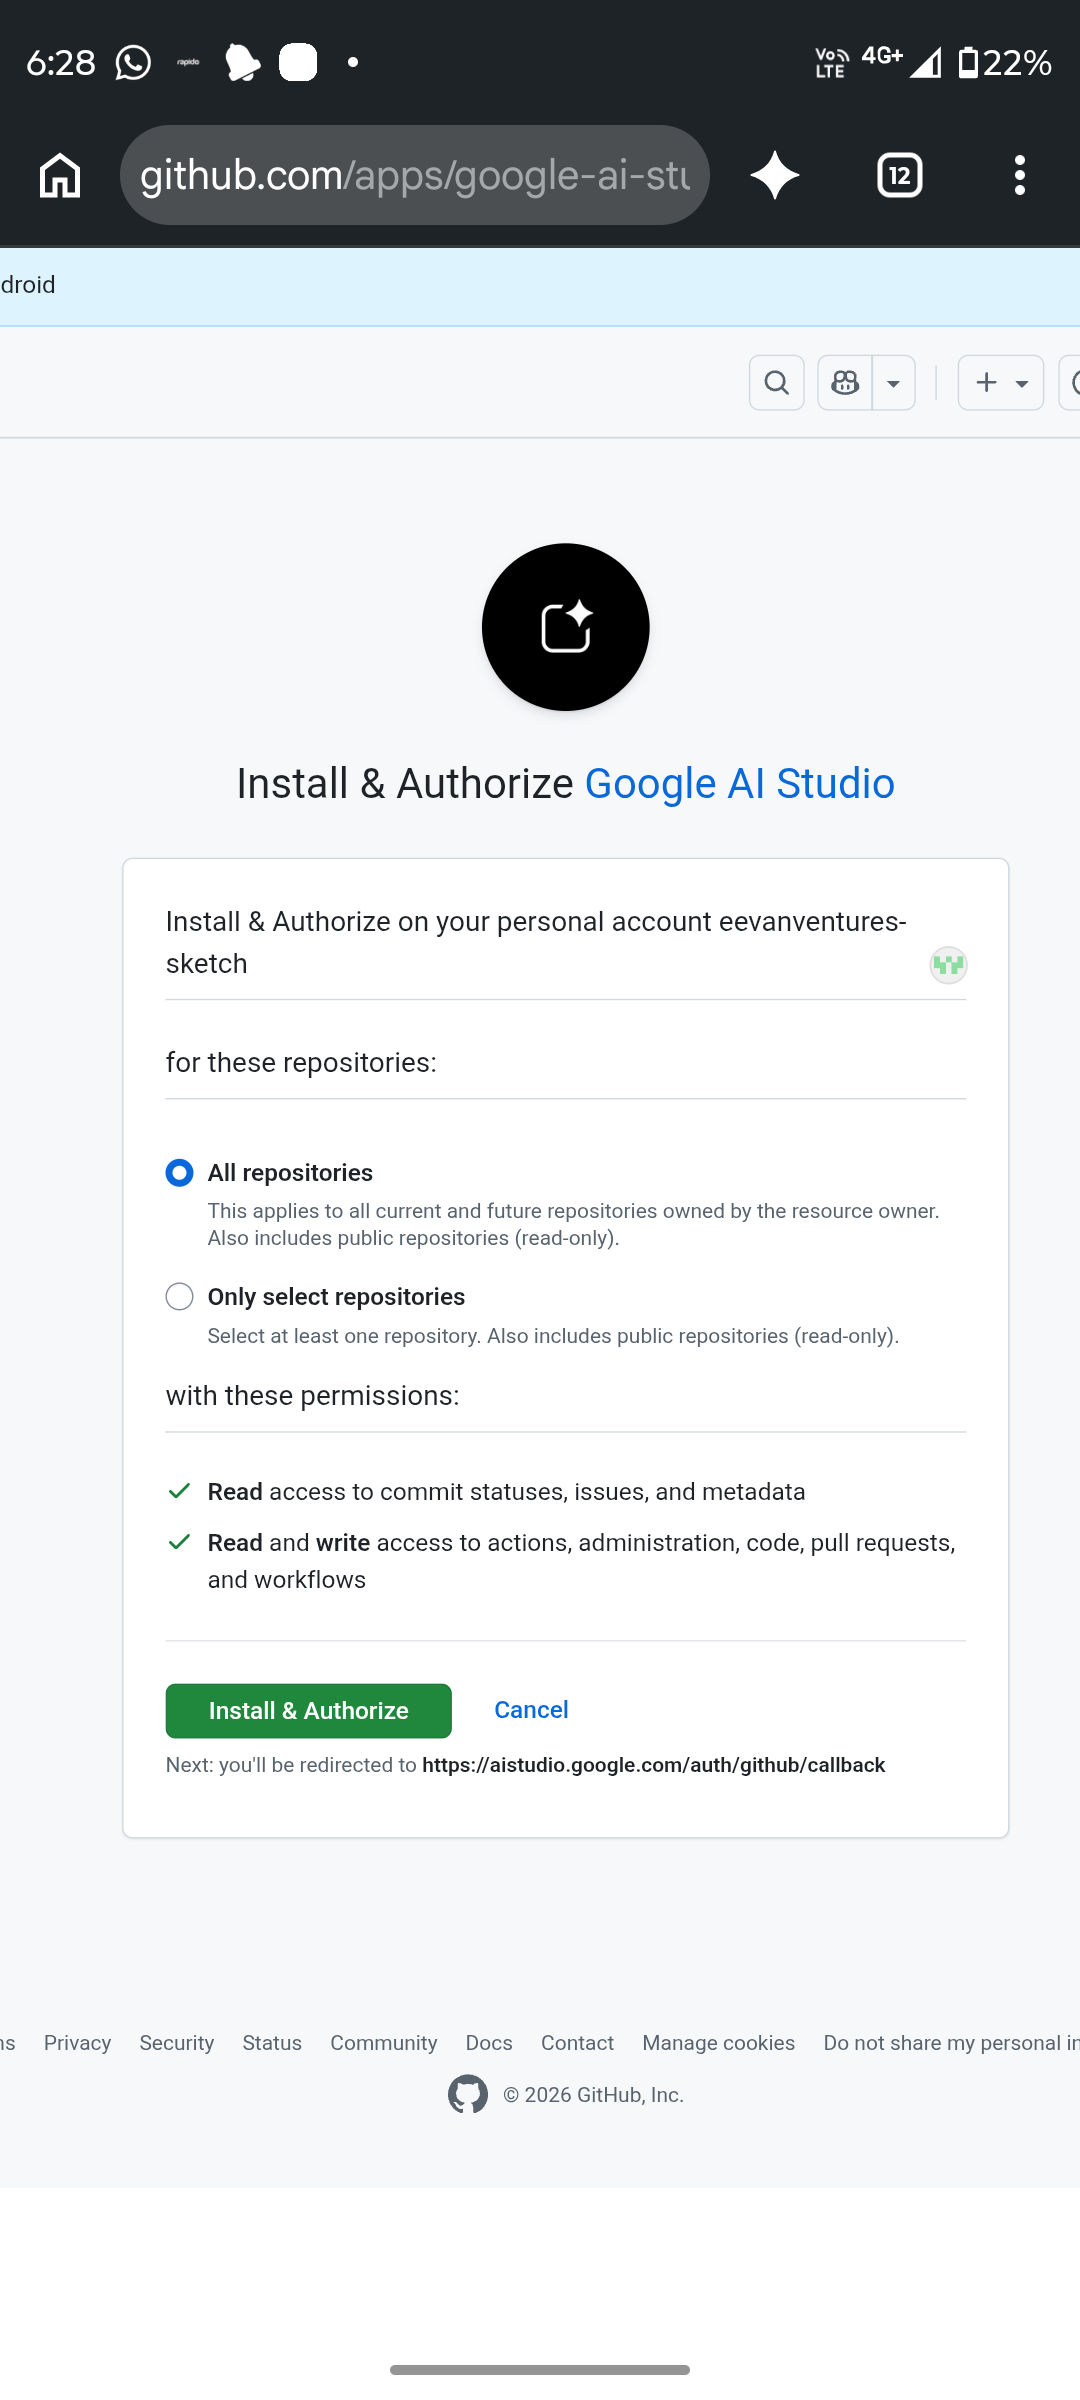 6:28 rapido Vo LTE 4G+ 22%
github.com/apps/google-ai-stu
12
droid
Install & Authorize Google AI Studio
Install & Authorize on your personal account eevanventures-
sketch
for these repositories:
All repositories
This applies to all current and future repositories owned by the resource owner.
Also includes public repositories (read-only).
Only select repositories
Select at least one repository. Also includes public repositories (read-only).
with these permissions:
Read access to commit statuses, issues, and metadata
Read and write access to actions, administration, code, pull requests,
and workflows
Install & Authorize Cancel
Next: you'll be redirected to https://aistudio.google.com/auth/github/callback
ns Privacy Security Status Community Docs Contact Manage cookies Do not share my personal in
© 2026 GitHub, Inc.